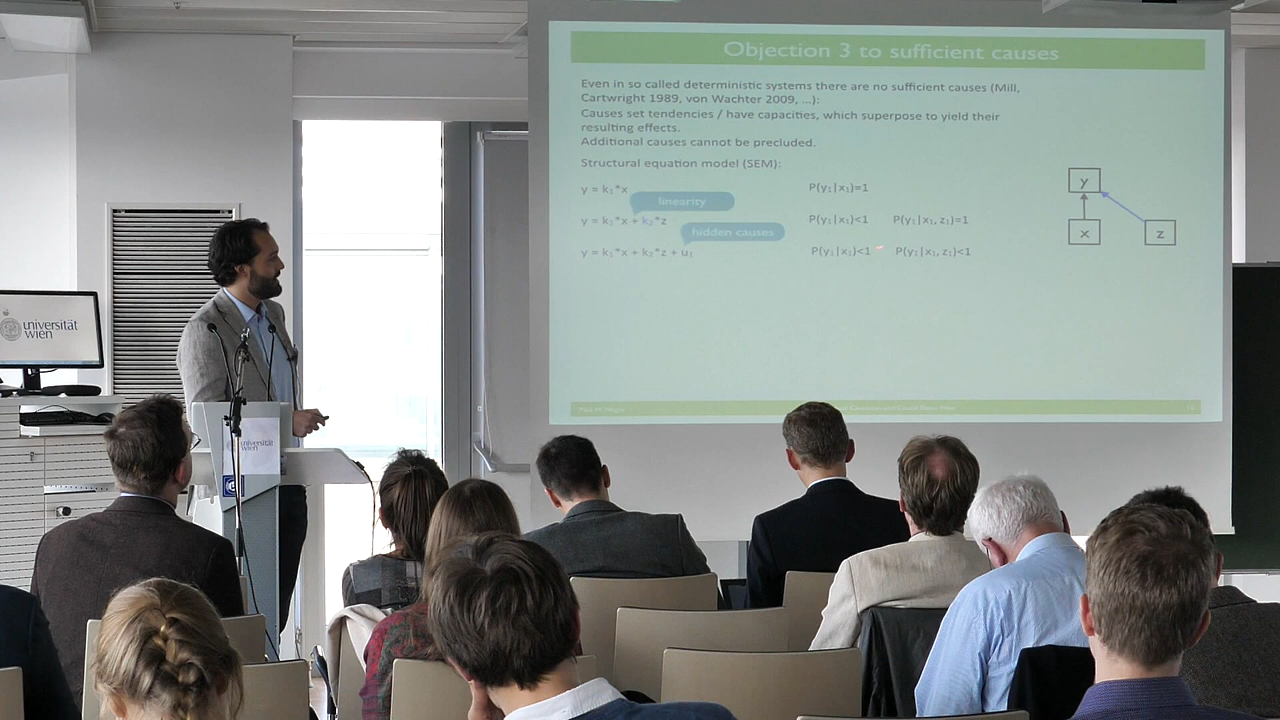 Objection 3 to sufficient causes
Even in so called deterministic systems there are no sufficient causes (Mill,
Cartwright 1989, von Wachter 2009, ...):
Causes set tendencies / have capacities, which superpose to yield their
resulting effects.
Additional causes cannot be precluded.
Structural equation model (SEM):
y = k₁*x P(y₁|x₁)=1
linearity
y = k₁*x + k₂*z P(y₁|x₁)<1 P(y₁|x₁, z₁)=1
hidden causes
y = k₁*x + k₂*z + u₁ P(y₁|x₁)<1 P(y₁|x₁, z₁)<1
y
x z
universität
wien
universität
wien